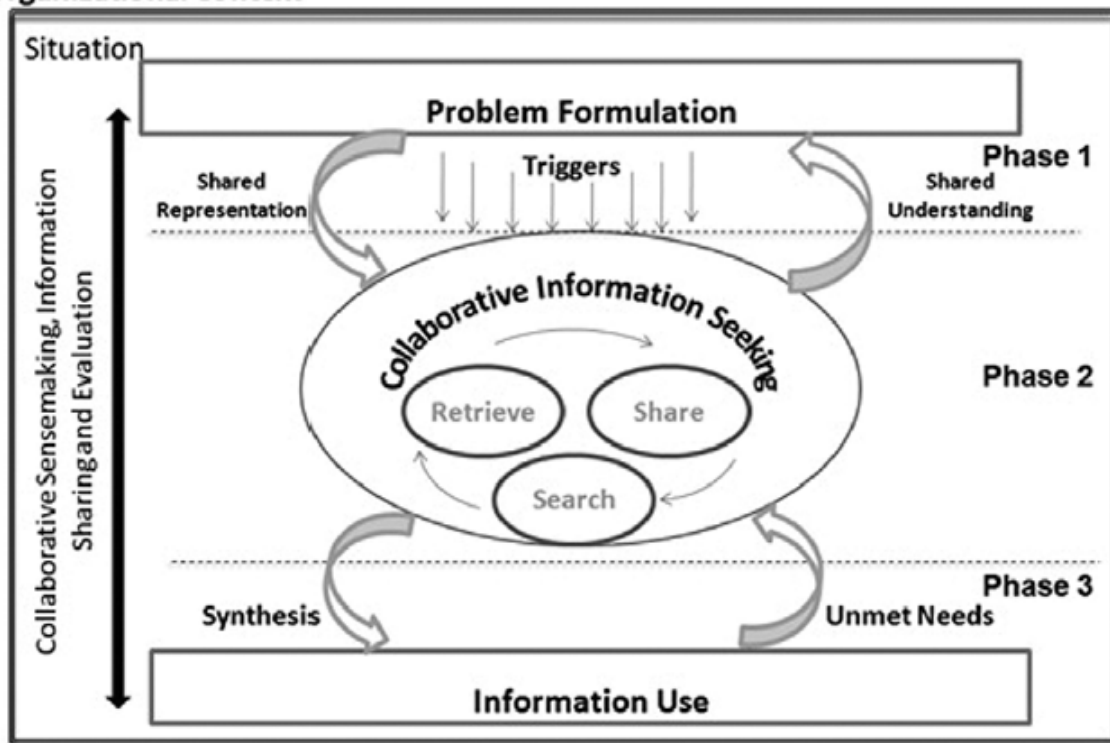 Situation
Problem Formulation
Phase 1
Triggers
Shared
Representation
Shared
Understanding
Collaborative Sensemaking, Information
Sharing and Evaluation
Collaborative Information Seeking
Phase 2
Retrieve
Share
Search
Phase 3
Synthesis
Unmet Needs
Information Use